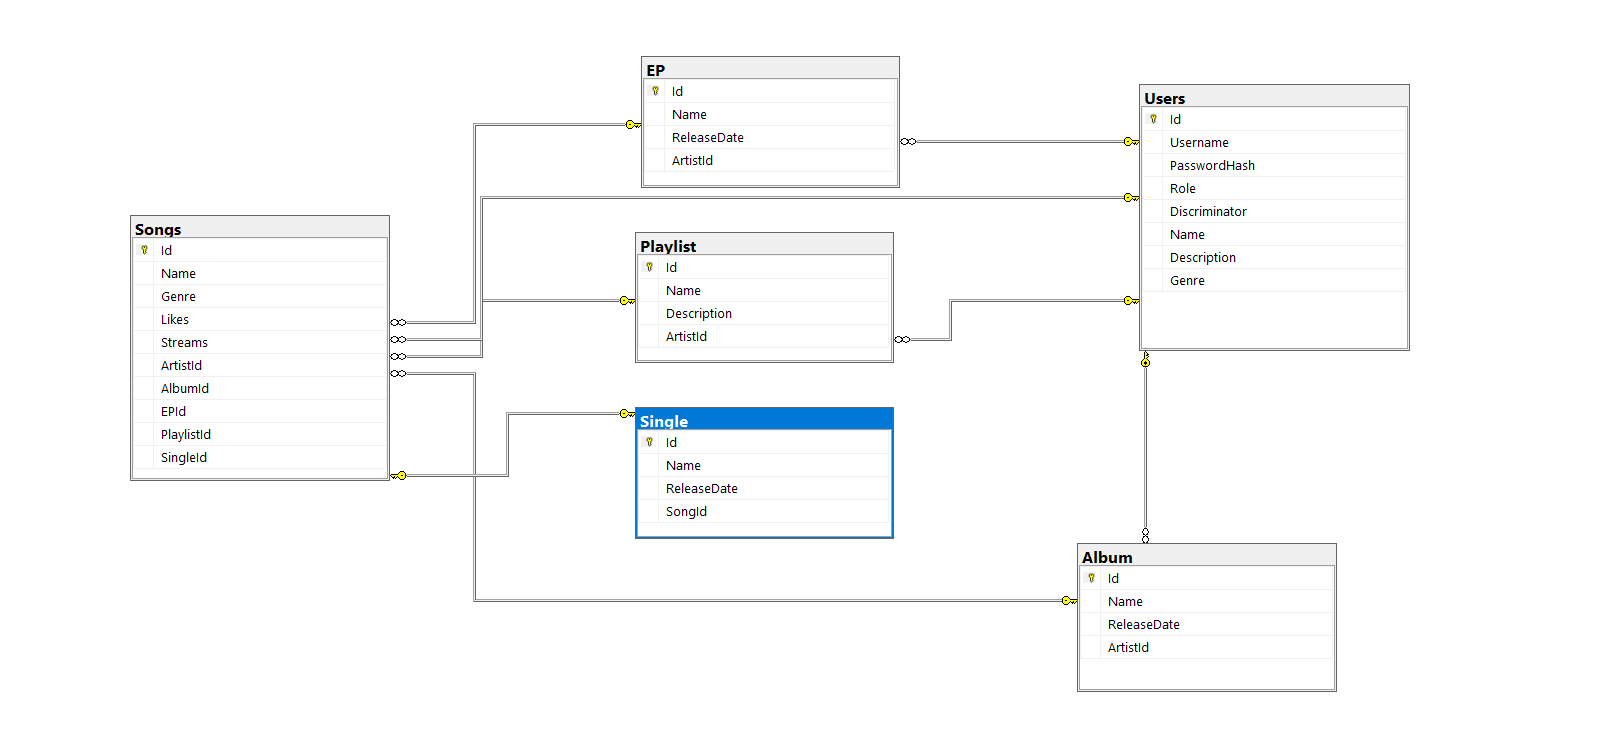 EP
Id
Name
ReleaseDate
ArtistId
Users
Id
Username
PasswordHash
Role
Discriminator
Name
Description
Genre
Songs
Id
Name
Genre
Likes
Streams
ArtistId
AlbumId
EPId
PlaylistId
SingleId
Playlist
Id
Name
Description
ArtistId
Single
Id
Name
ReleaseDate
SongId
Album
Id
Name
ReleaseDate
ArtistId